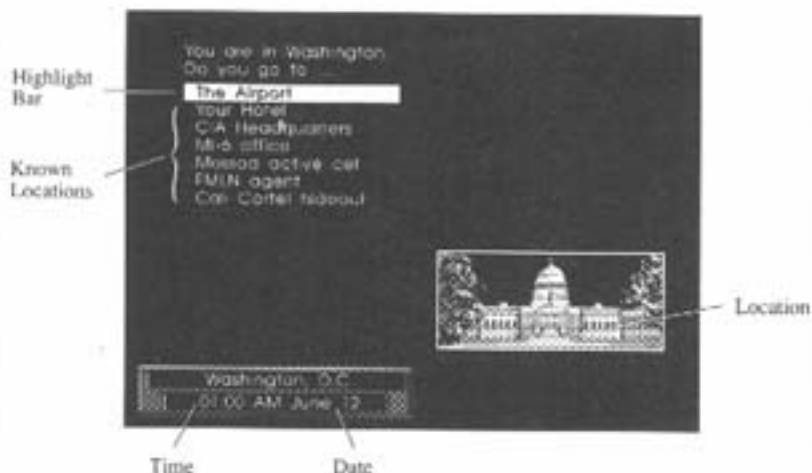 You are in Washington
Do you go to
The Airport
Your Hotel
CIA Headquarters
MI-6 office
Mossad active cell
FMLN agent
Cali Cartel hideout
Highlight
Bar
Known
Locations
Location
Washington, D.C.
01:00 AM June 12
Time
Date